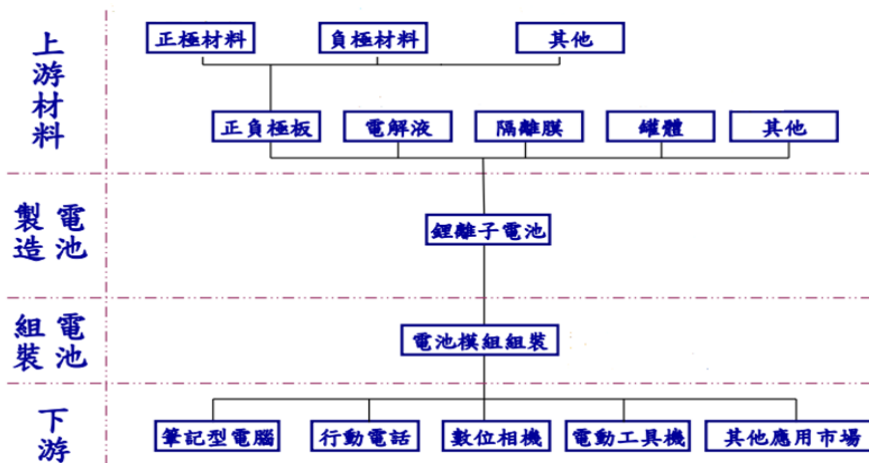 上游材料
正極材料 負極材料 其他
正負極板 電解液 隔離膜 罐體 其他
電池製造
鋰離子電池
電池組裝
電池模組組裝
下游
筆記型電腦 行動電話 數位相機 電動工具機 其他應用市場